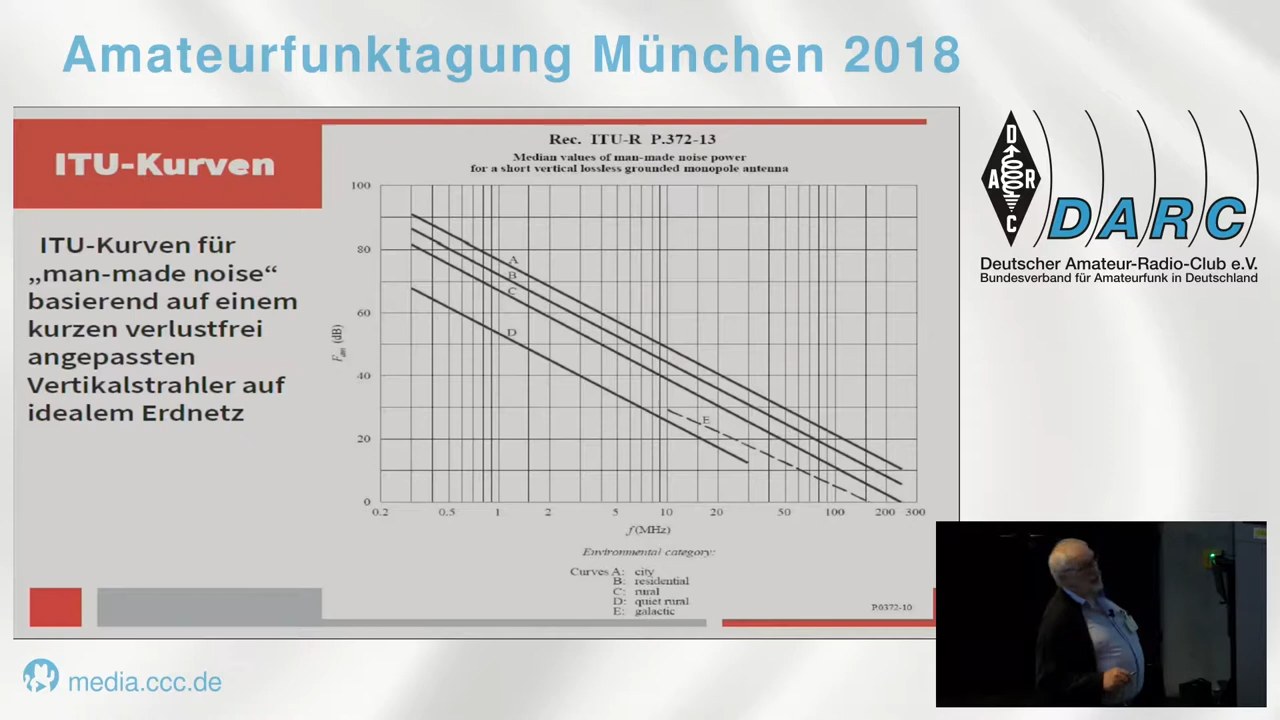 Amateurfunktagung München 2018
ITU-Kurven
ITU-Kurven für
„man-made noise“
basierend auf einem
kurzen verlustfrei
angepassten
Vertikalstrahler auf
idealem Erdnetz
Rec. ITU-R P.372-13
Median values of man-made noise power
for a short vertical lossless grounded monopole antenna
100
80
60
40
20
0
Fam (dB)
A
B
C
D
E
0.2 0.5 1 2 5 10 20 50 100 200 300
f (MHz)
Environmental category:
Curves A: city
B: residential
C: rural
D: quiet rural
E: galactic
P.0372-10
D
A R
C
DARC
Deutscher Amateur-Radio-Club e.V.
Bundesverband für Amateurfunk in Deutschland
media.ccc.de